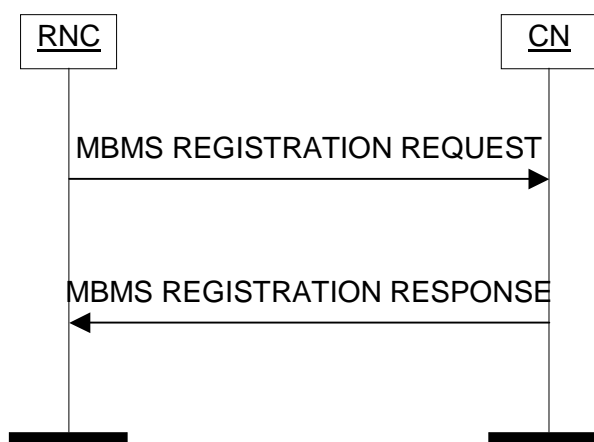 RNC
CN
MBMS REGISTRATION REQUEST
MBMS REGISTRATION RESPONSE